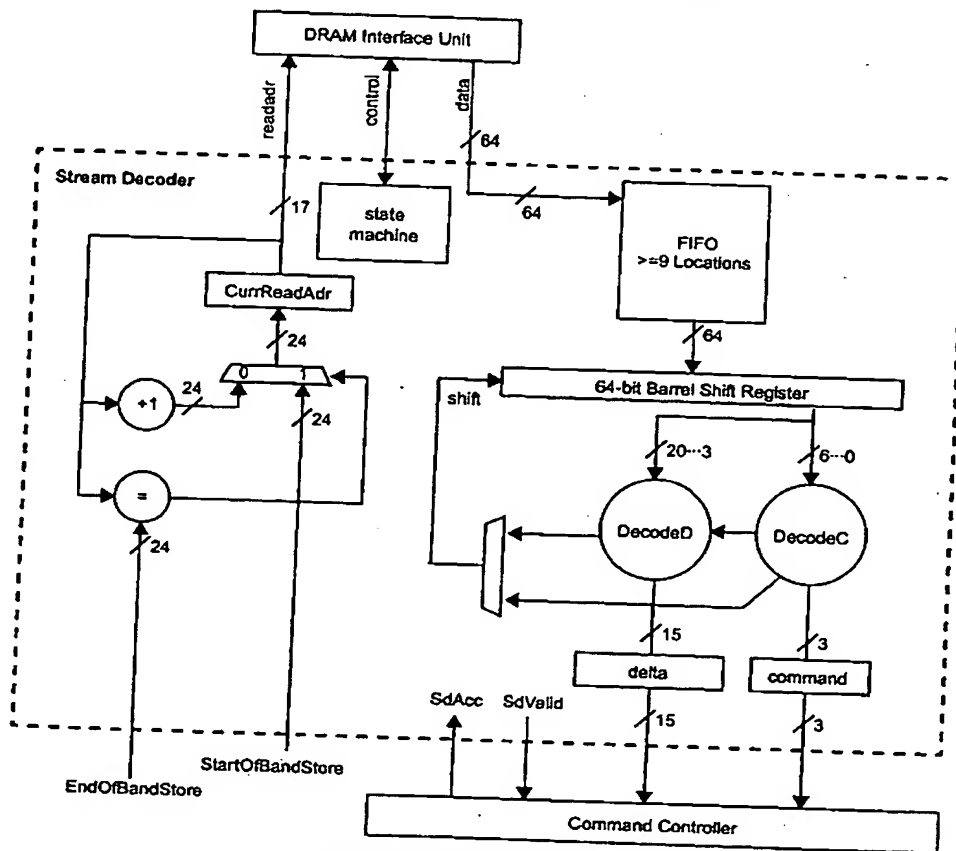 DRAM Interface Unit
readadr
control
data
64
Stream Decoder
17
state
machine
64
FIFO
>=9 Locations
CurrReadAdr
24
64
0 1
64-bit Barrel Shift Register
shift
+1
24
24
20···3
6···0
=
DecodeD
DecodeC
24
15
3
delta
command
SdAcc
SdValid
15
3
StartOfBandStore
EndOfBandStore
Command Controller